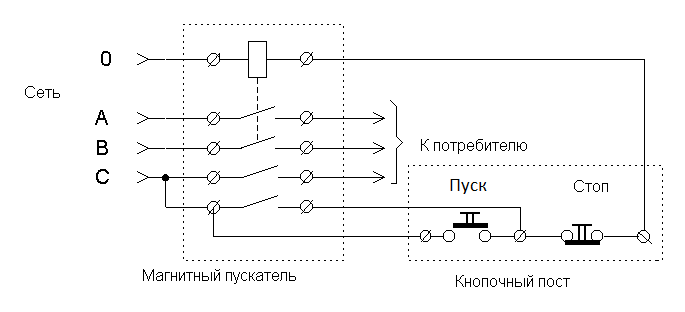 0
Сеть
А
В
К потребителю
С
Пуск
Стоп
Магнитный пускатель
Кнопочный пост